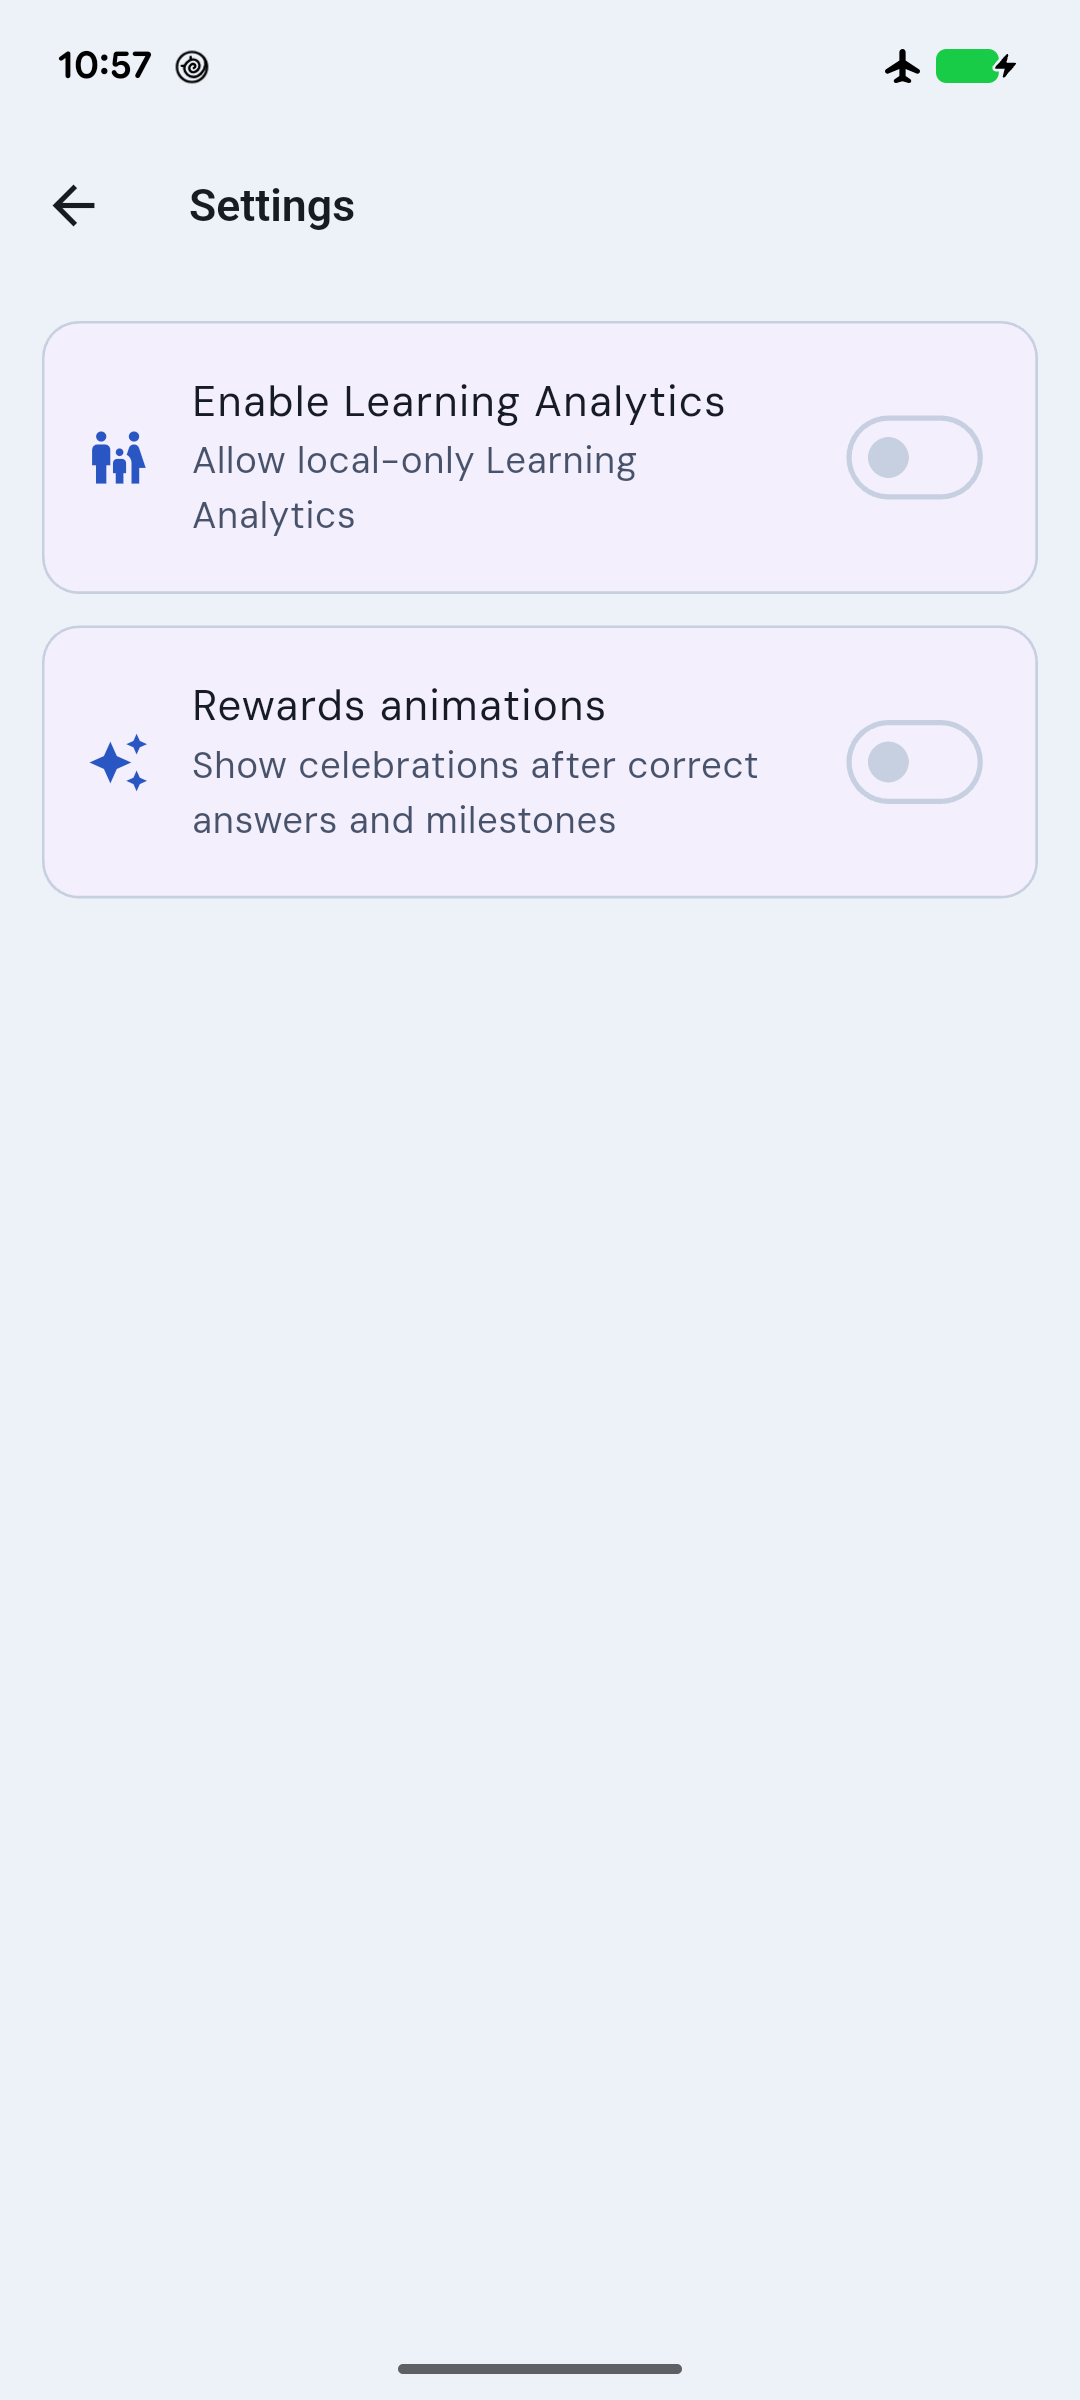 10:57
Settings
Enable Learning Analytics
Allow local-only Learning
Analytics
Rewards animations
Show celebrations after correct
answers and milestones